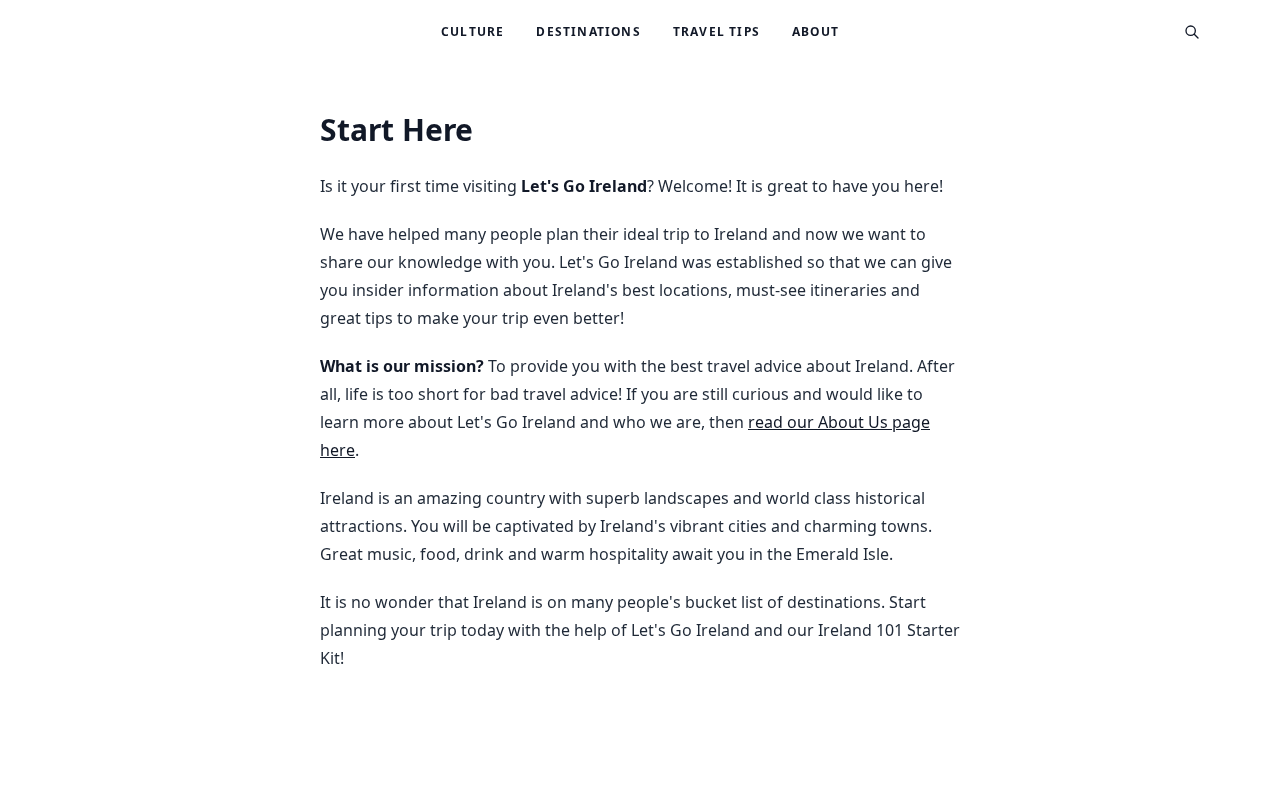 CULTURE DESTINATIONS TRAVEL TIPS ABOUT
Start Here
Is it your first time visiting Let's Go Ireland? Welcome! It is great to have you here!
We have helped many people plan their ideal trip to Ireland and now we want to
share our knowledge with you. Let's Go Ireland was established so that we can give
you insider information about Ireland's best locations, must-see itineraries and
great tips to make your trip even better!
What is our mission? To provide you with the best travel advice about Ireland. After
all, life is too short for bad travel advice! If you are still curious and would like to
learn more about Let's Go Ireland and who we are, then read our About Us page
here.
Ireland is an amazing country with superb landscapes and world class historical
attractions. You will be captivated by Ireland's vibrant cities and charming towns.
Great music, food, drink and warm hospitality await you in the Emerald Isle.
It is no wonder that Ireland is on many people's bucket list of destinations. Start
planning your trip today with the help of Let's Go Ireland and our Ireland 101 Starter
Kit!